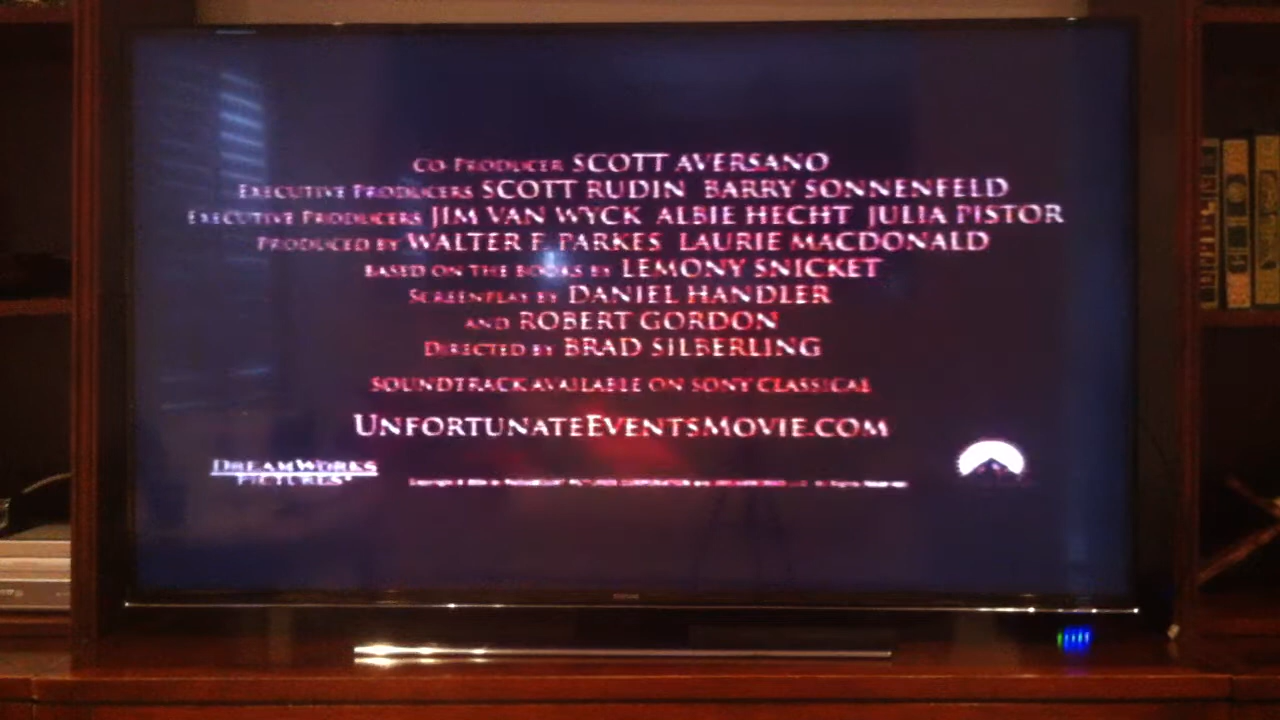 CO-PRODUCER SCOTT AVERSANO
EXECUTIVE PRODUCERS SCOTT RUDIN BARRY SONNENFELD
EXECUTIVE PRODUCERS JIM VAN WYCK ALBIE HECHT JULIA PISTOR
PRODUCED BY WALTER F. PARKES LAURIE MACDONALD
BASED ON THE BOOKS BY LEMONY SNICKET
SCREENPLAY BY DANIEL HANDLER
AND ROBERT GORDON
DIRECTED BY BRAD SILBERLING
SOUNDTRACK AVAILABLE ON SONY CLASSICAL
UNFORTUNATEEVENTSMOVIE.COM
DREAMWORKS
PICTURES